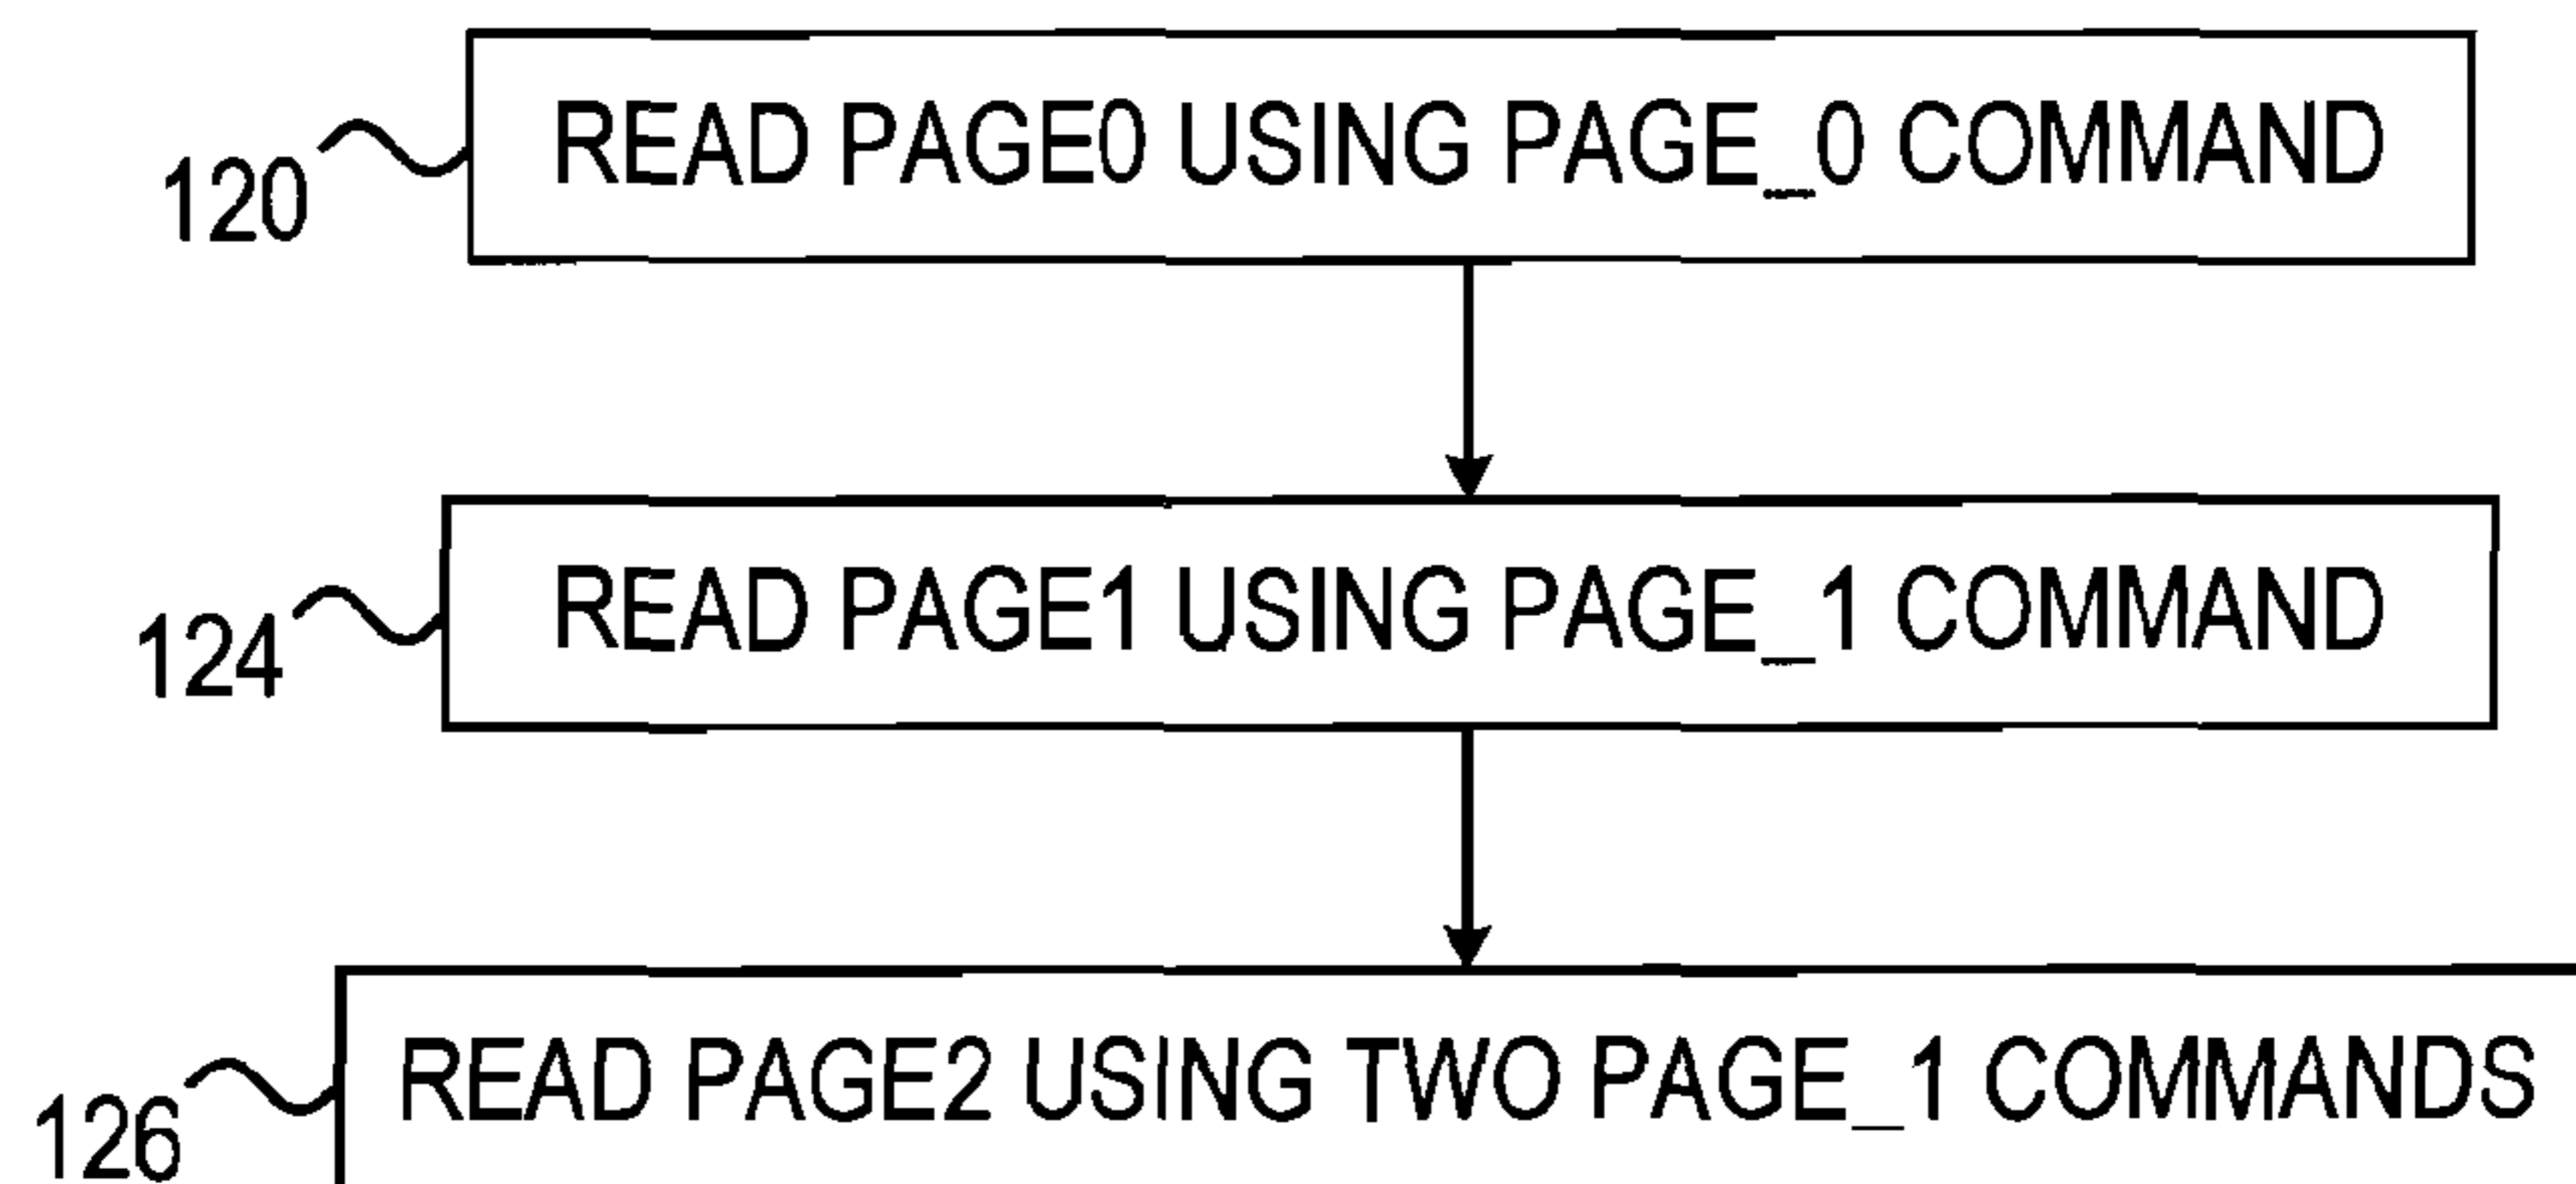 READ PAGE0 USING PAGE_0 COMMAND
120
READ PAGE1 USING PAGE_1 COMMAND
124
READ PAGE2 USING TWO PAGE_1 COMMANDS
126